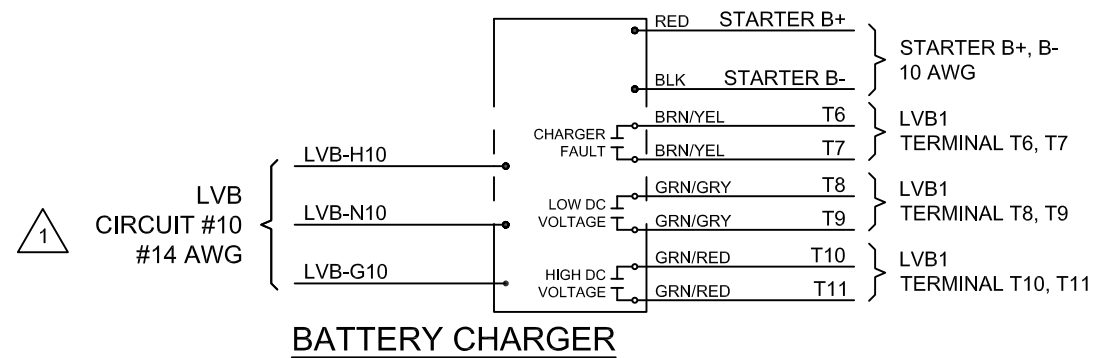 RED STARTER B+
STARTER B+, B-
10 AWG
BLK STARTER B-
BRN/YEL T6
CHARGER
FAULT
BRN/YEL T7
LVB1
TERMINAL T6, T7
LVB-H10
LVB
CIRCUIT #10
#14 AWG
LVB-N10
LVB-G10
1
GRN/GRY T8
LOW DC
VOLTAGE
GRN/GRY T9
LVB1
TERMINAL T8, T9
GRN/RED T10
HIGH DC
VOLTAGE
GRN/RED T11
LVB1
TERMINAL T10, T11
BATTERY CHARGER